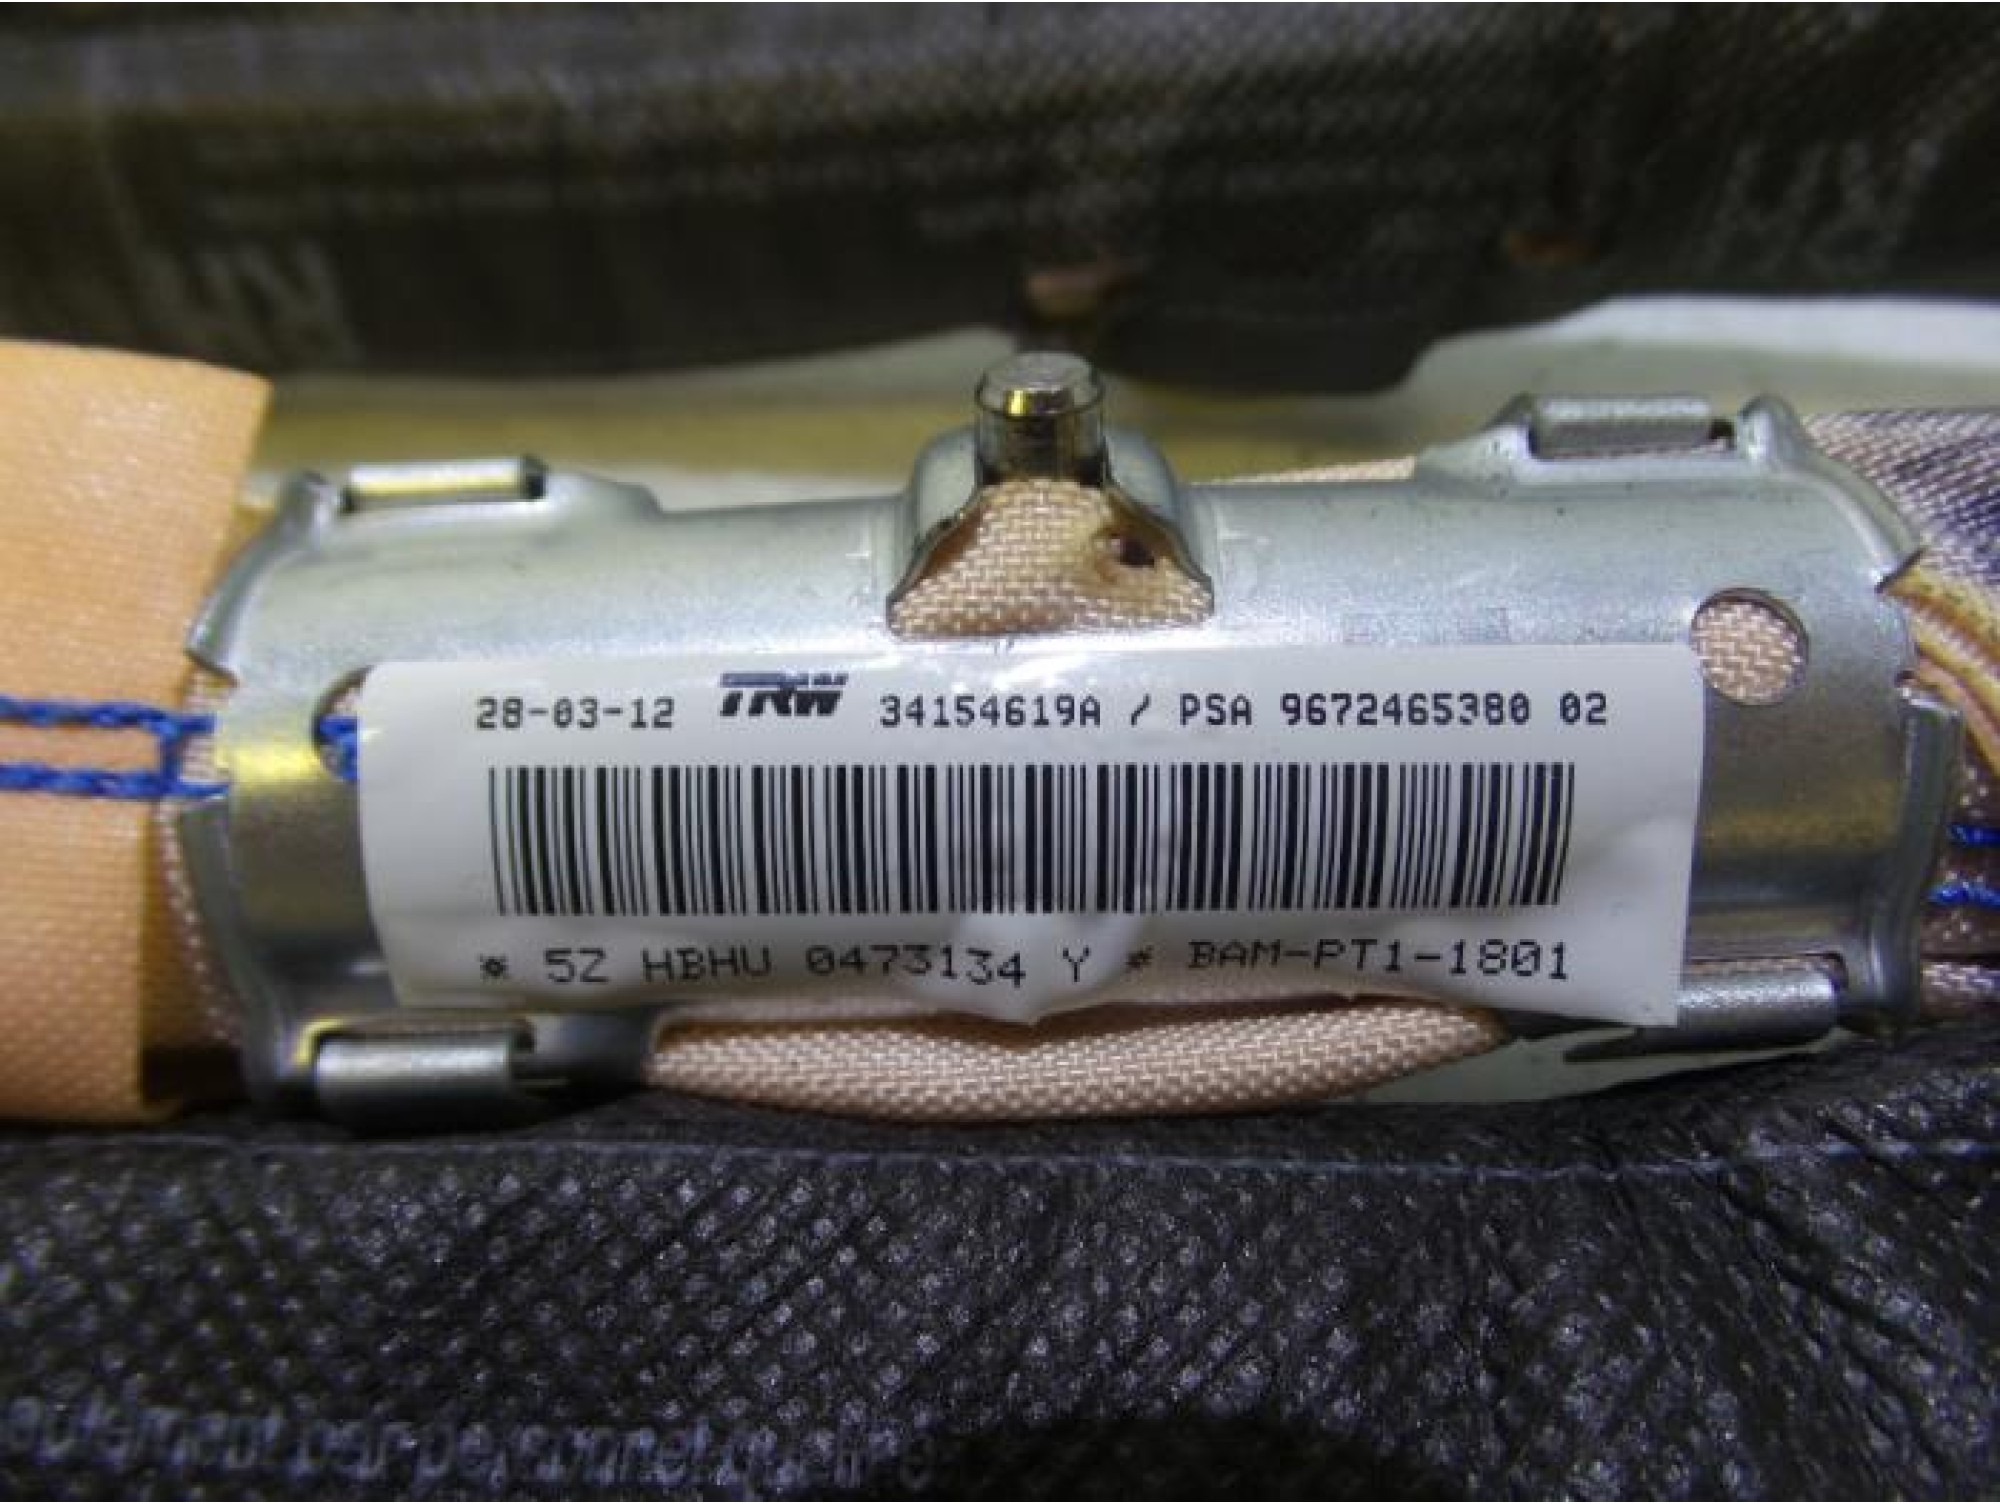 28-03-12 TRW 34154619A / PSA 9672465380 02
* 5Z HBHU 0473134 Y * BAM-PT1-1801